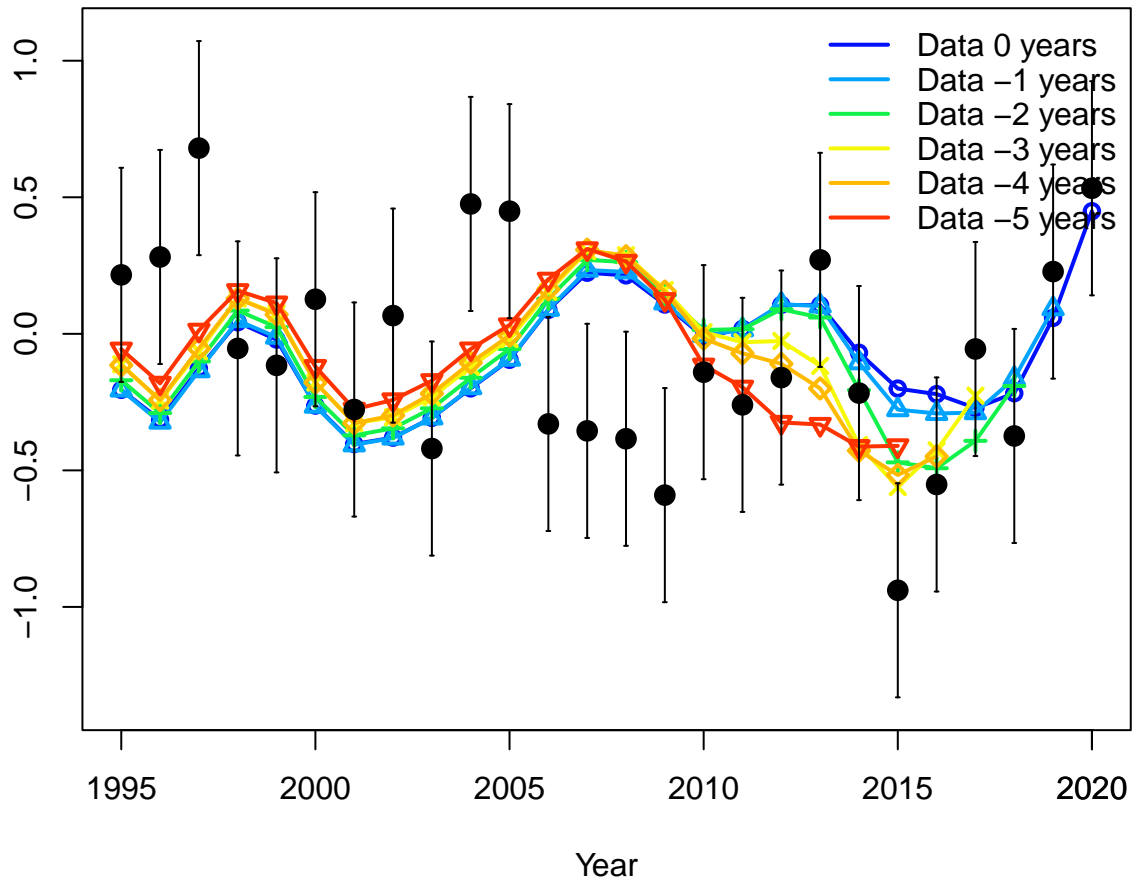 1.0
0.5
0.0
−0.5
−1.0
Data 0 years
Data −1 years
Data −2 years
Data −3 years
Data −4 years
Data −5 years
1995 2000 2005 2010 2015 2020
Year